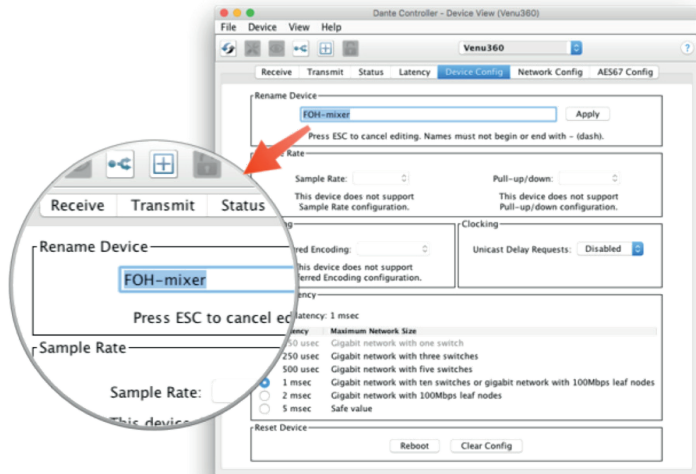 Dante Controller - Device View (Venu360)
File Device View Help
Venu360
?
Receive Transmit Status Latency Device Config Network Config AES67 Config
Rename Device
FOH-mixer
Apply
Press ESC to cancel editing. Names must not begin or end with - (dash).
Rate
Sample Rate:
Pull-up/down:
This device does not support
Sample Rate configuration.
This device does not support
Pull-up/down configuration.
Clocking
Encoding:
Unicast Delay Requests: Disabled
his device does not support
Encoding configuration.
latency: 1 msec
Maximum Network Size
Gigabit network with one switch
250 usec Gigabit network with three switches
500 usec Gigabit network with five switches
1 msec Gigabit network with ten switches or gigabit network with 100Mbps leaf nodes
2 msec Gigabit network with 100Mbps leaf nodes
5 msec Safe value
Reset Device
Reboot Clear Config
Receive Transmit Status
Rename Device
FOH-mixer
Press ESC to cancel ed
Sample Rate
Sample Rate:
This device